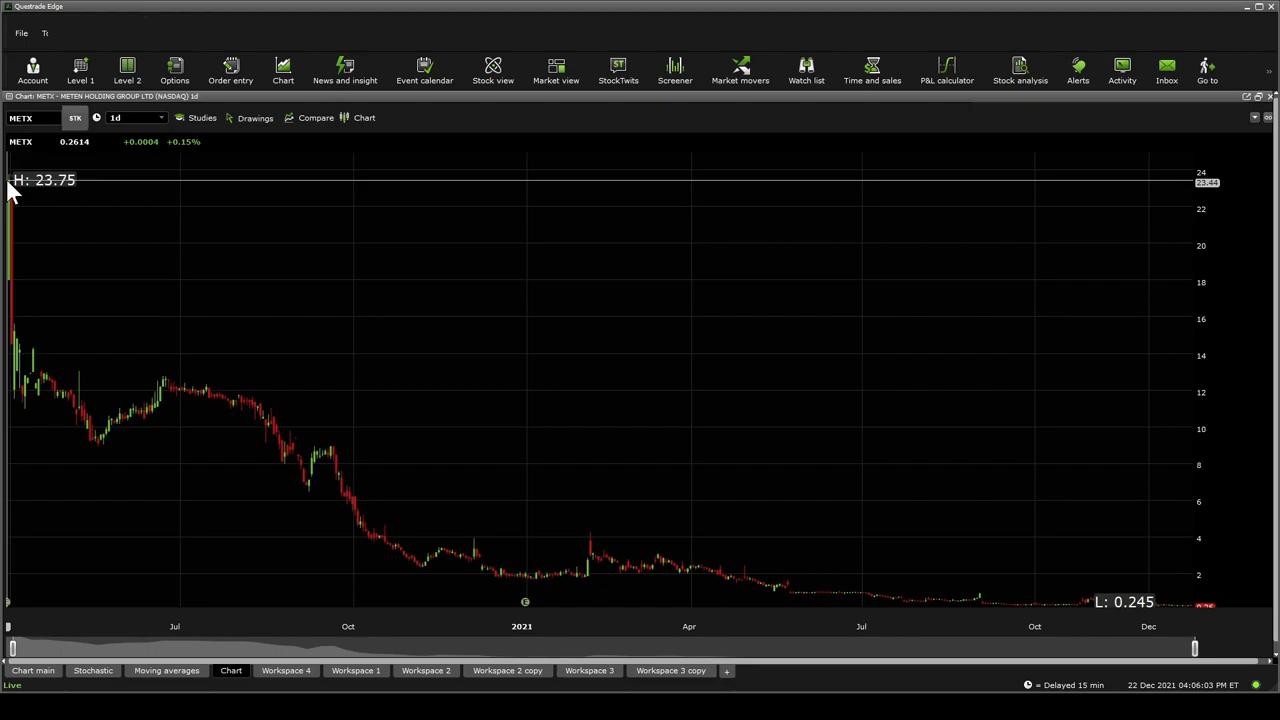 Questrade Edge
File To
Account Level 1 Level 2 Options Order entry Chart News and insight Event calendar Stock view Market view StockTwits Screener Market movers Watch list Time and sales P&L calculator Stock analysis Alerts Activity Inbox Go to
Chart: METX - METEN HOLDING GROUP LTD (NASDAQ) 1d
METX STK 1d Studies Drawings Compare Chart
METX 0.2614 +0.0004 +0.15%
24
H: 23.75
23.44
22
20
18
16
14
12
10
8
6
4
2
L: 0.245
0.26
Jul Oct 2021 Apr Jul Oct Dec
Chart main Stochastic Moving averages Chart Workspace 4 Workspace 1 Workspace 2 Workspace 2 copy Workspace 3 Workspace 3 copy +
Live = Delayed 15 min 22 Dec 2021 04:06:03 PM ET